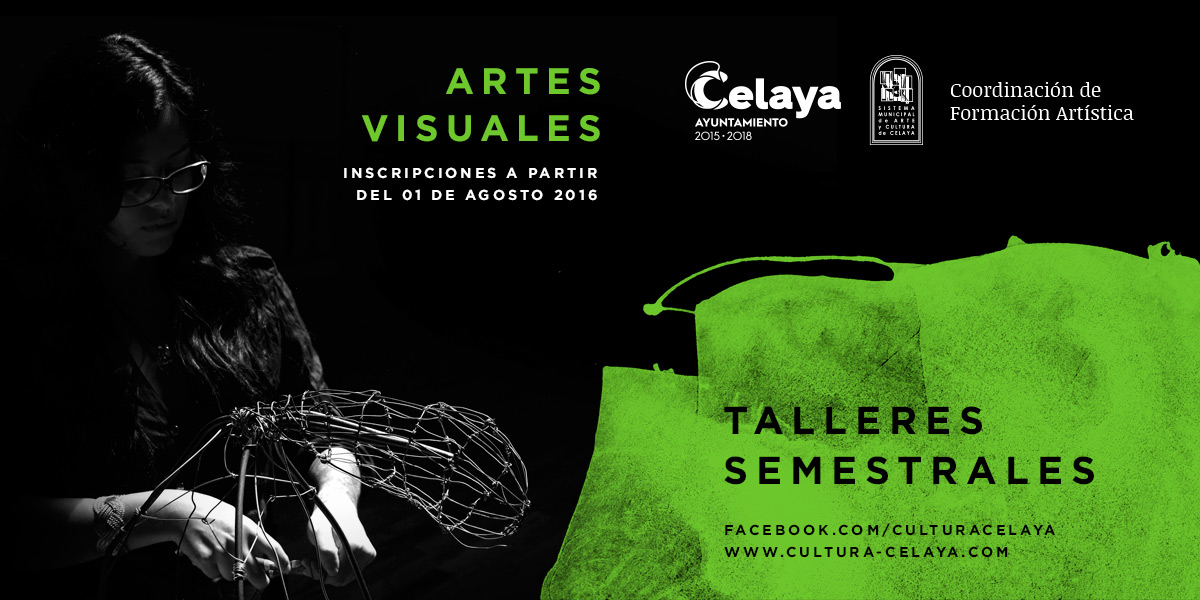 ARTES
VISUALES
INSCRIPCIONES A PARTIR
DEL 01 DE AGOSTO 2016
Celaya
AYUNTAMIENTO
2015 · 2018
SISTEMA
MUNICIPAL
de ARTE
y CULTURA
de CELAYA
Coordinación de
Formación Artística
TALLERES
SEMESTRALES
FACEBOOK.COM/CULTURACELAYA
WWW.CULTURA-CELAYA.COM